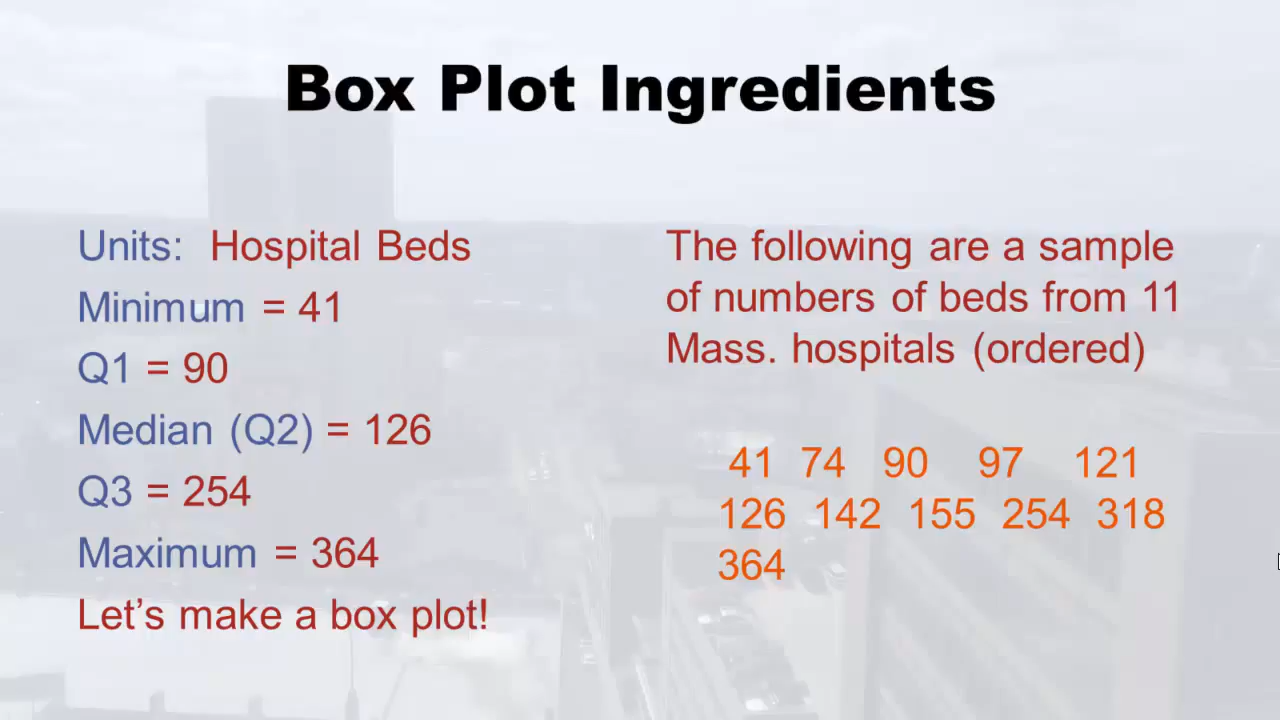 Box Plot Ingredients
Units: Hospital Beds
Minimum = 41
Q1 = 90
Median (Q2) = 126
Q3 = 254
Maximum = 364
Let’s make a box plot!
The following are a sample
of numbers of beds from 11
Mass. hospitals (ordered)
41 74 90 97 121
126 142 155 254 318
364